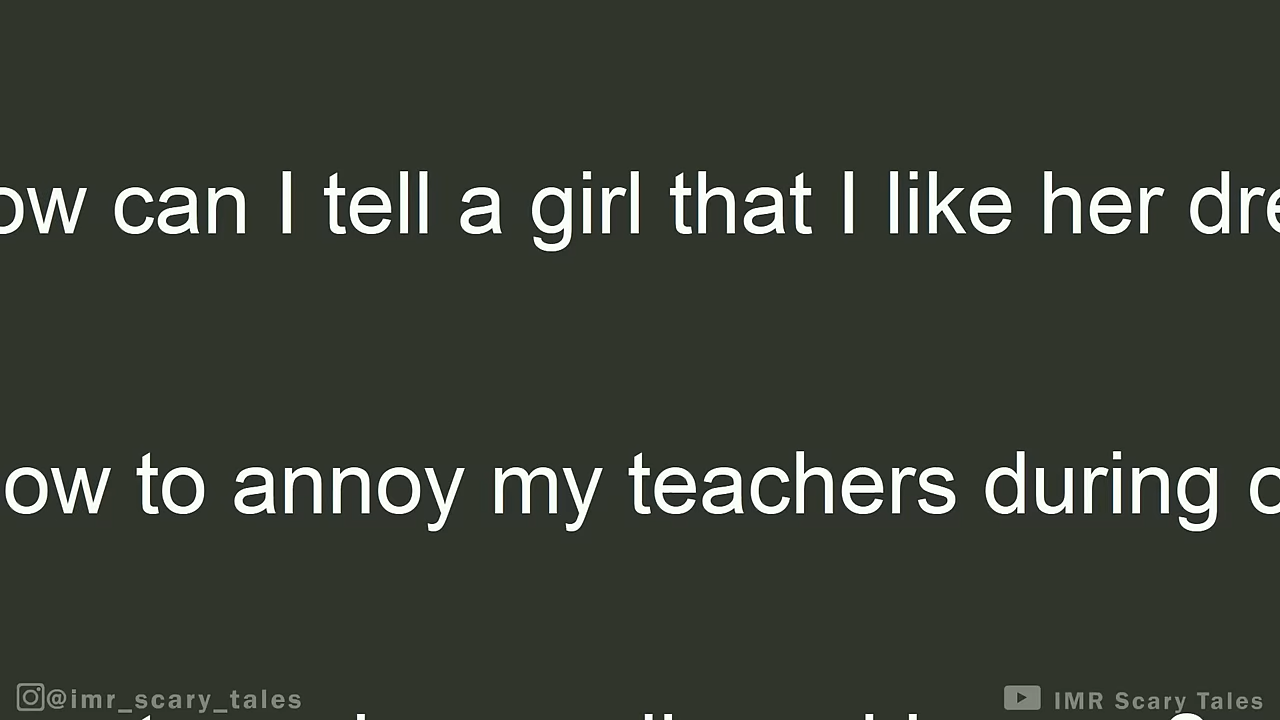 ow can I tell a girl that I like her dre
ow to annoy my teachers during
@imr_scary_tales
IMR Scary Tales